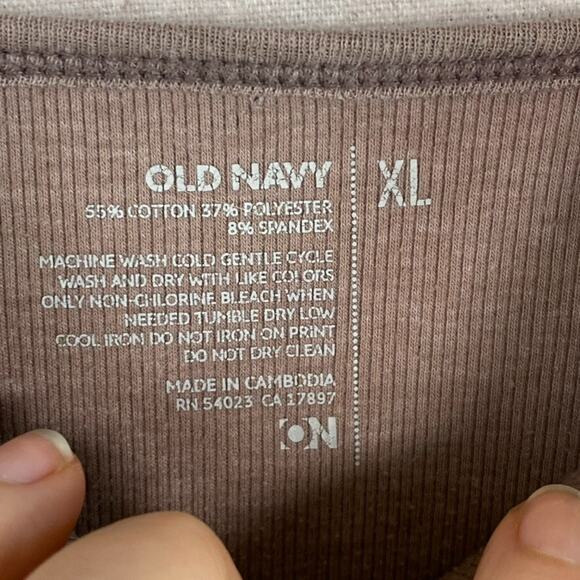 OLD NAVY
XL
55% COTTON 37% POLYESTER
8% SPANDEX
MACHINE WASH COLD GENTLE CYCLE
WASH AND DRY WITH LIKE COLORS
ONLY NON-CHLORINE BLEACH WHEN
NEEDED TUMBLE DRY LOW
COOL IRON DO NOT IRON ON PRINT
DO NOT DRY CLEAN
MADE IN CAMBODIA
RN 54023 CA 17897
ON